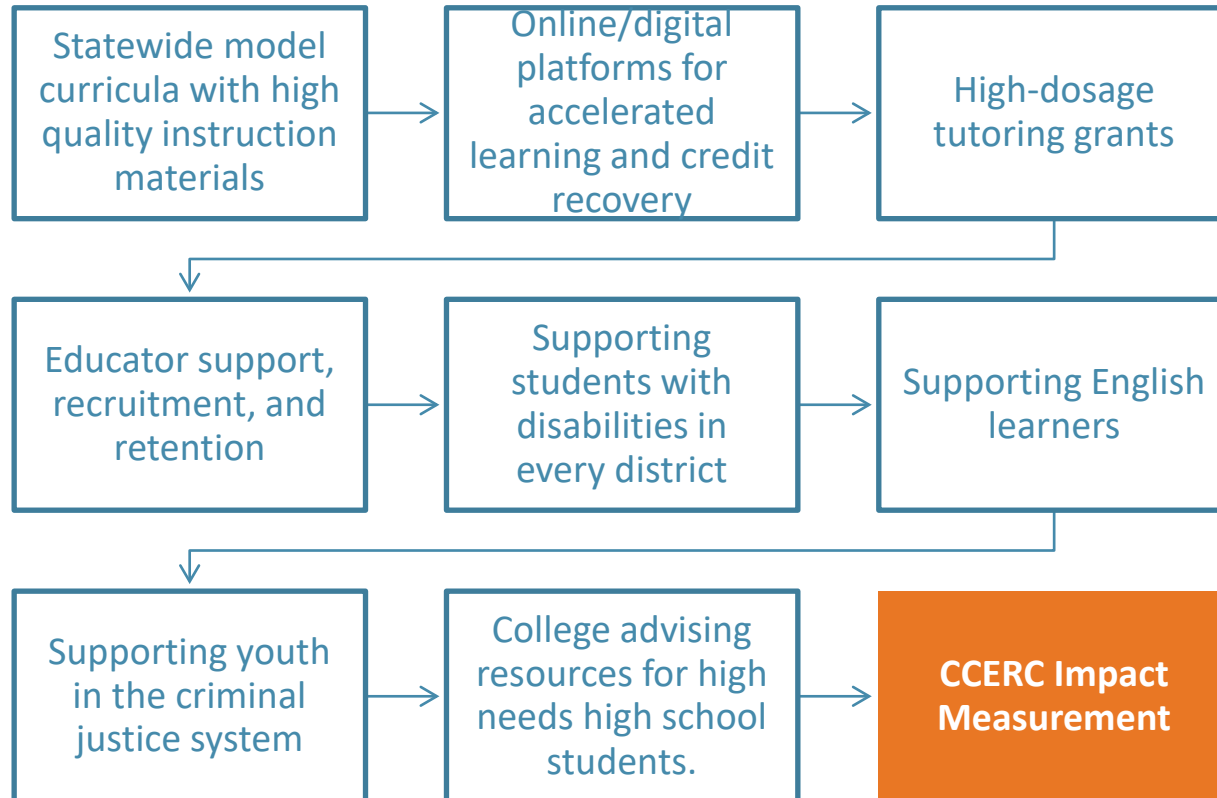 Statewide model
curricula with high
quality instruction
materials
Online/digital
platforms for
accelerated
learning and credit
recovery
High-dosage
tutoring grants
Educator support,
recruitment, and
retention
Supporting
students with
disabilities in
every district
Supporting English
learners
Supporting youth
in the criminal
justice system
College advising
resources for high
needs high school
students.
CCERC Impact
Measurement